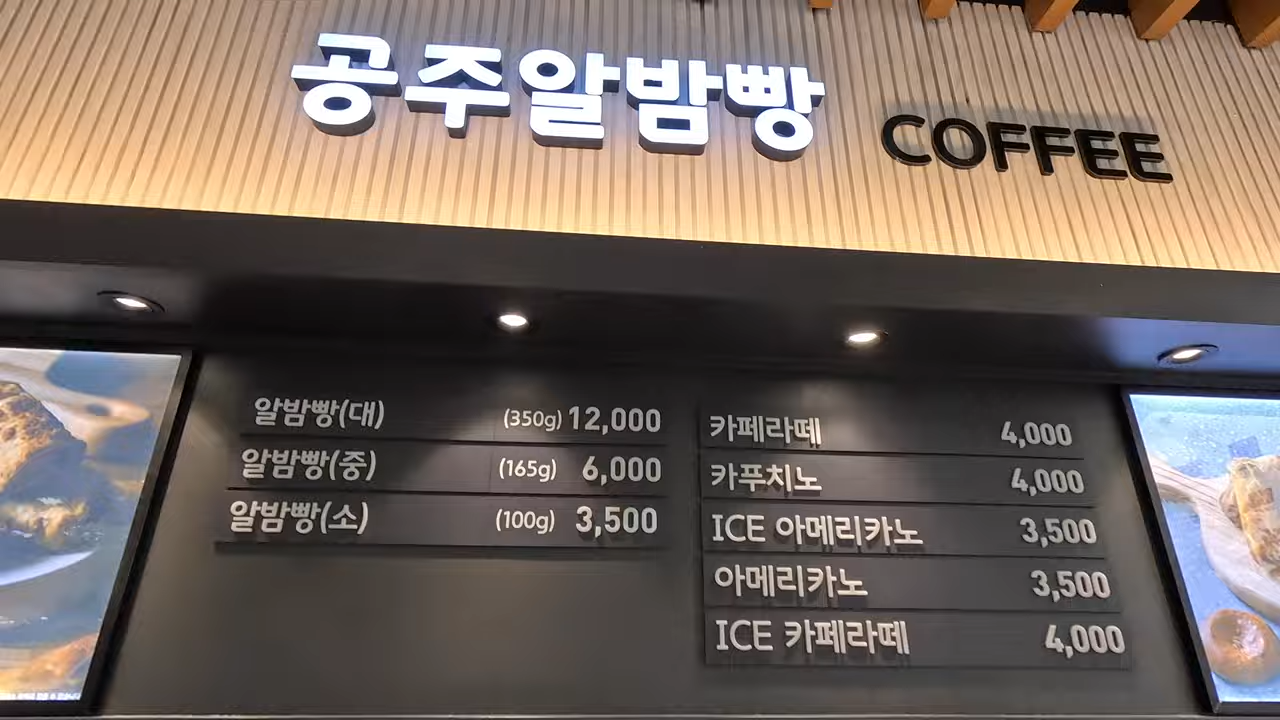 공주알밤빵 COFFEE
알밤빵(대) (350g) 12,000
알밤빵(중) (165g) 6,000
알밤빵(소) (100g) 3,500
카페라떼 4,000
카푸치노 4,000
ICE 아메리카노 3,500
아메리카노 3,500
ICE 카페라떼 4,000